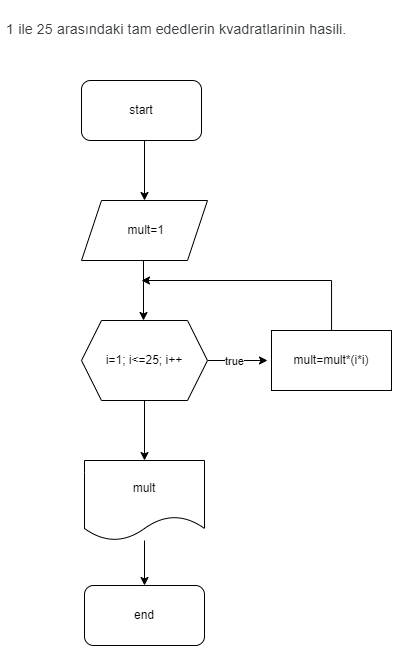 1 ile 25 arasındaki tam ededlerin kvadratlarinin hasili.
start
mult=1
i=1; i<=25; i++
true
mult=mult*(i*i)
mult
end